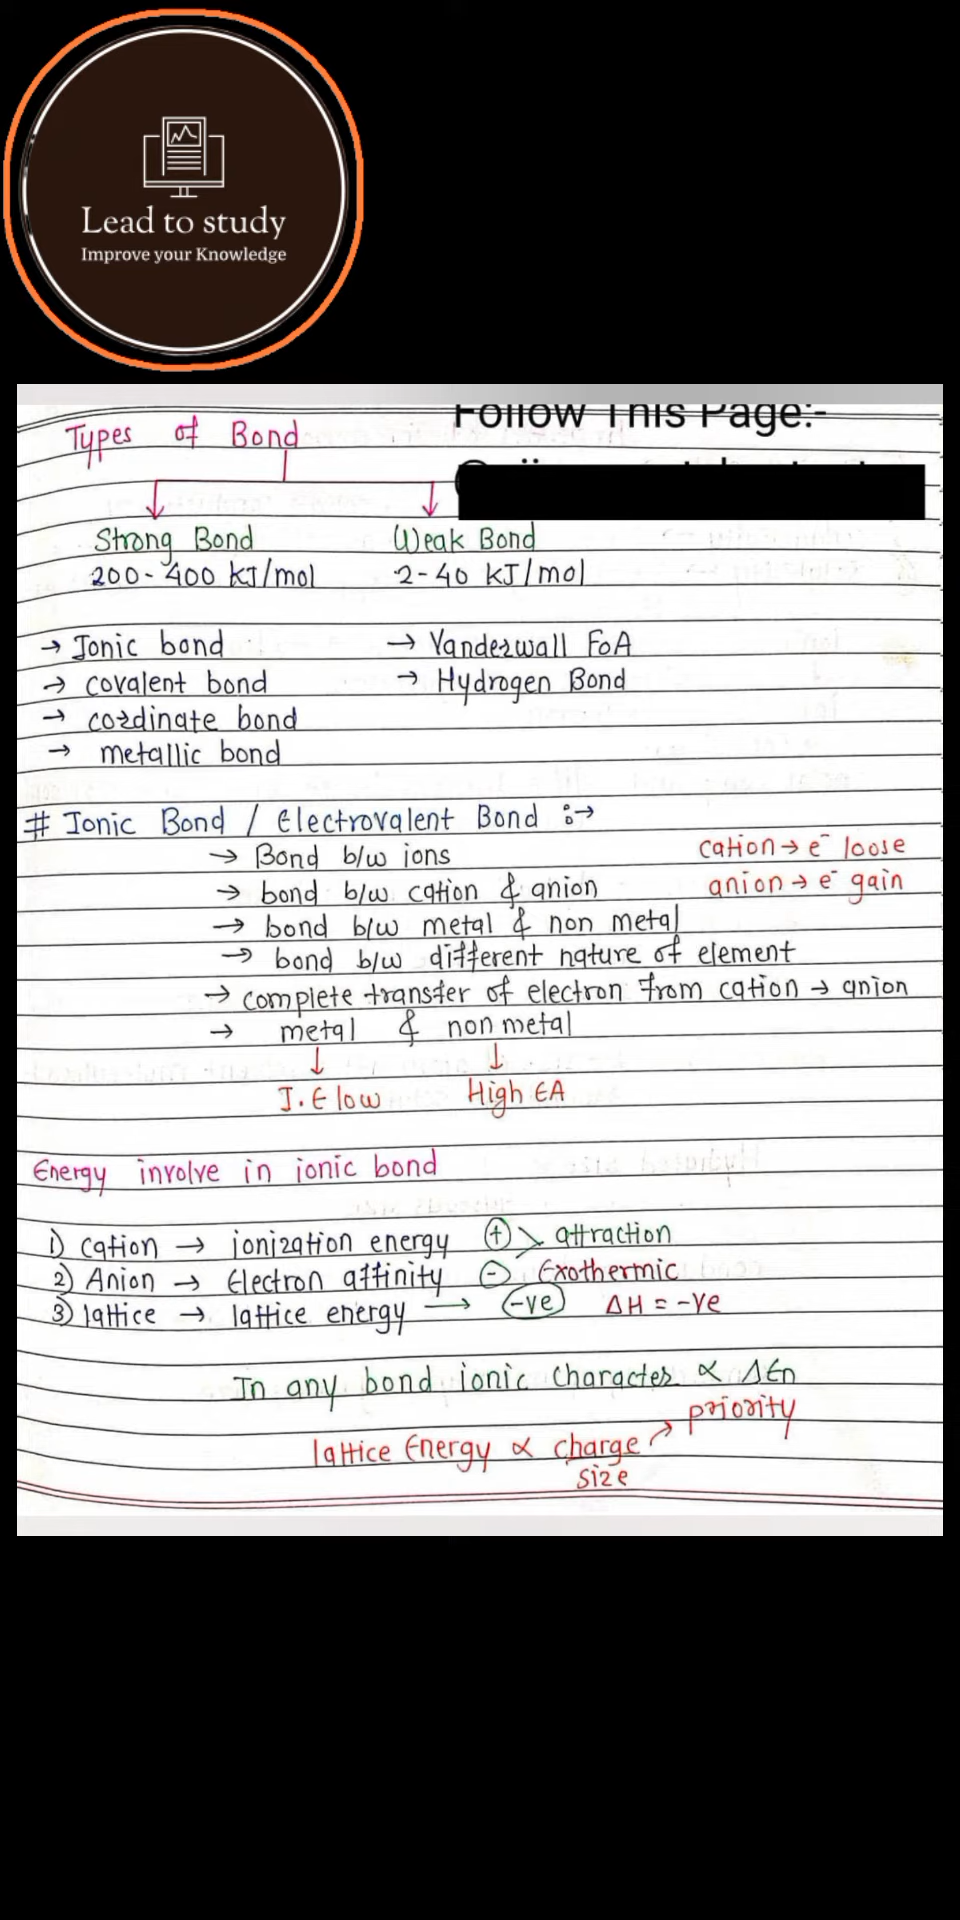 Lead to study
Improve your Knowledge
Follow This Page:-
Types of Bond
Strong Bond Weak Bond
200-400 kJ/mol 2-40 kJ/mol
→ Ionic bond → Vanderwall FoA
→ covalent bond → Hydrogen Bond
→ cordinate bond
→ metallic bond
# Ionic Bond / Electrovalent Bond :→
→ Bond b/w ions cation → e⁻ loose
→ bond b/w cation & anion anion → e⁻ gain
→ bond b/w metal & non metal
→ bond b/w different nature of element
→ complete transfer of electron from cation → anion
→ metal & non metal
↓ ↓
I.E low High EA
Energy involve in ionic bond
1) Cation → ionization energy (+) > attraction
2) Anion → Electron affinity (-) Exothermic
3) lattice → lattice energy → (-ve) ΔH = -ve
In any bond ionic character ∝ ΔEn
lattice Energy ∝ charge → priority
size